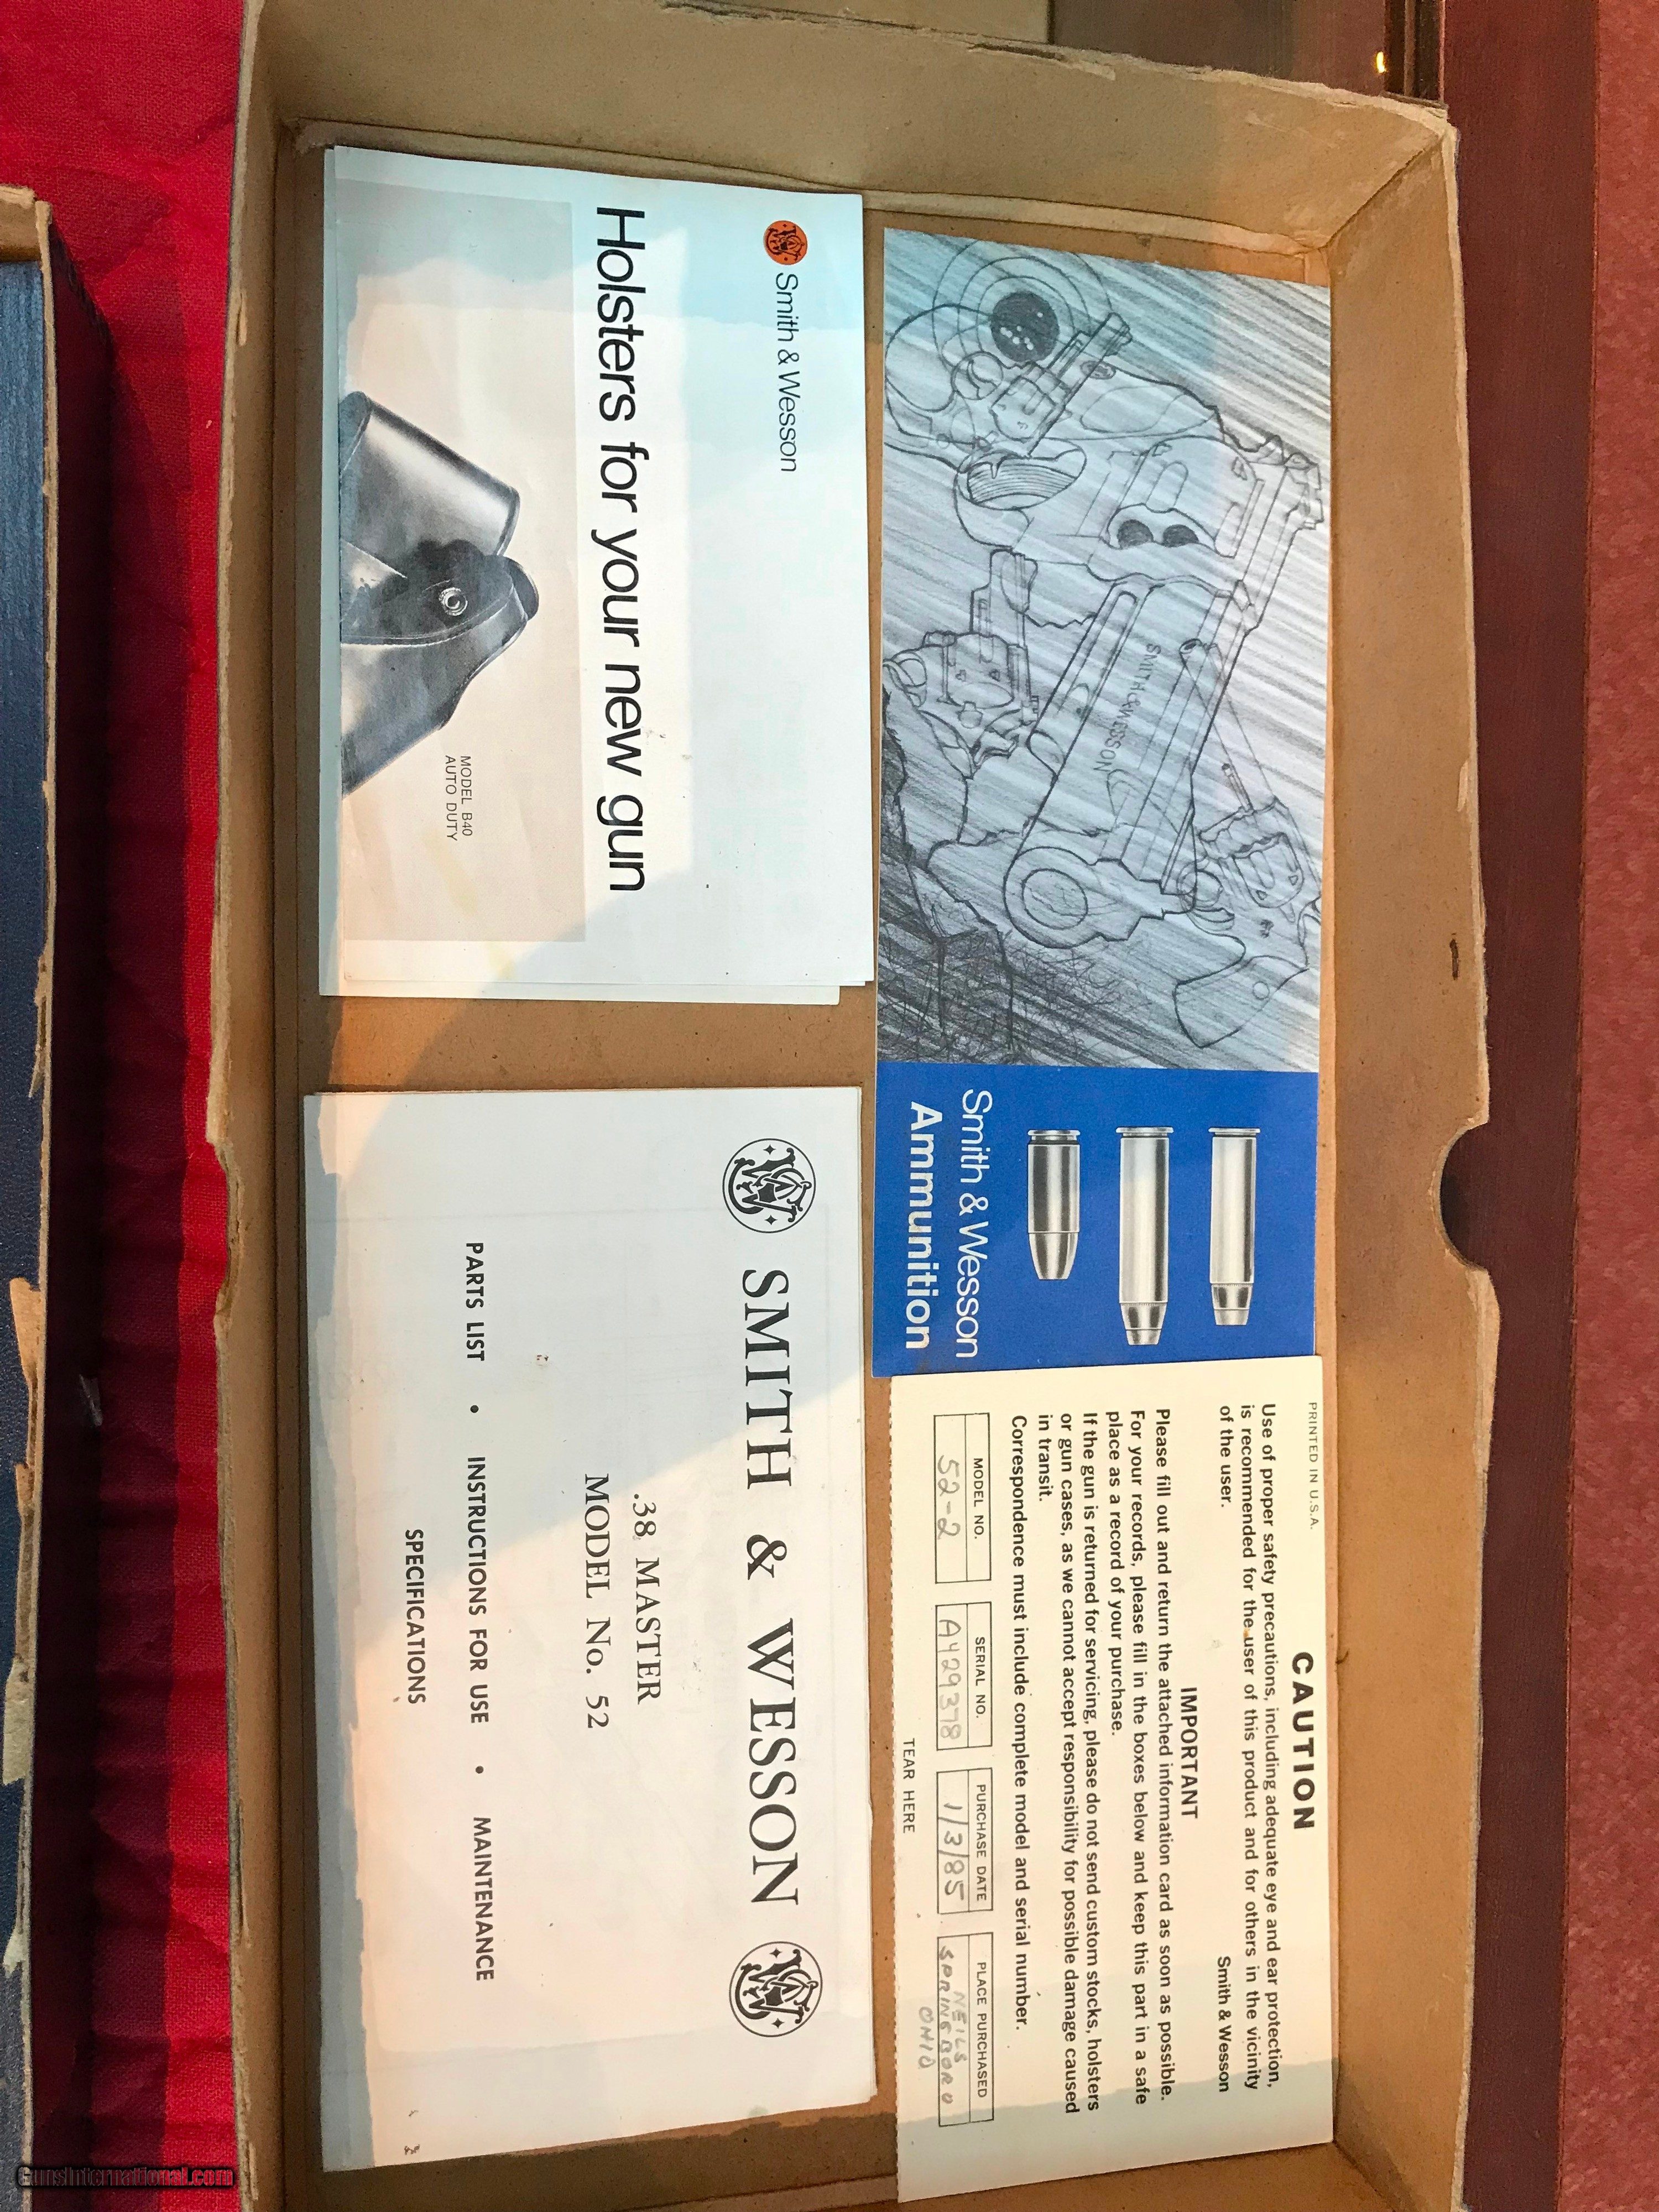 Smith & Wesson
Holsters for your new gun
MODEL B40
AUTO DUTY
SMITH & WESSON
Smith & Wesson
Ammunition
SMITH & WESSON
.38 MASTER
MODEL No. 52
PARTS LIST • INSTRUCTIONS FOR USE • MAINTENANCE
SPECIFICATIONS
PRINTED IN U.S.A.
CAUTION
Use of proper safety precautions, including adequate eye and ear protection,
is recommended for the user of this product and for others in the vicinity
of the user.
Smith & Wesson
IMPORTANT
Please fill out and return the attached information card as soon as possible.
For your records, please fill in the boxes below and keep this part in a safe
place as a record of your purchase.
If the gun is returned for servicing, please do not send custom stocks, holsters
or gun cases, as we cannot accept responsibility for possible damage caused
in transit.
Correspondence must include complete model and serial number.
MODEL NO. SERIAL NO. PURCHASE DATE PLACE PURCHASED
52-2 A429378 1/3/85 NEILS
SPRINGBORO
OHIO
TEAR HERE
GunsInternational.com